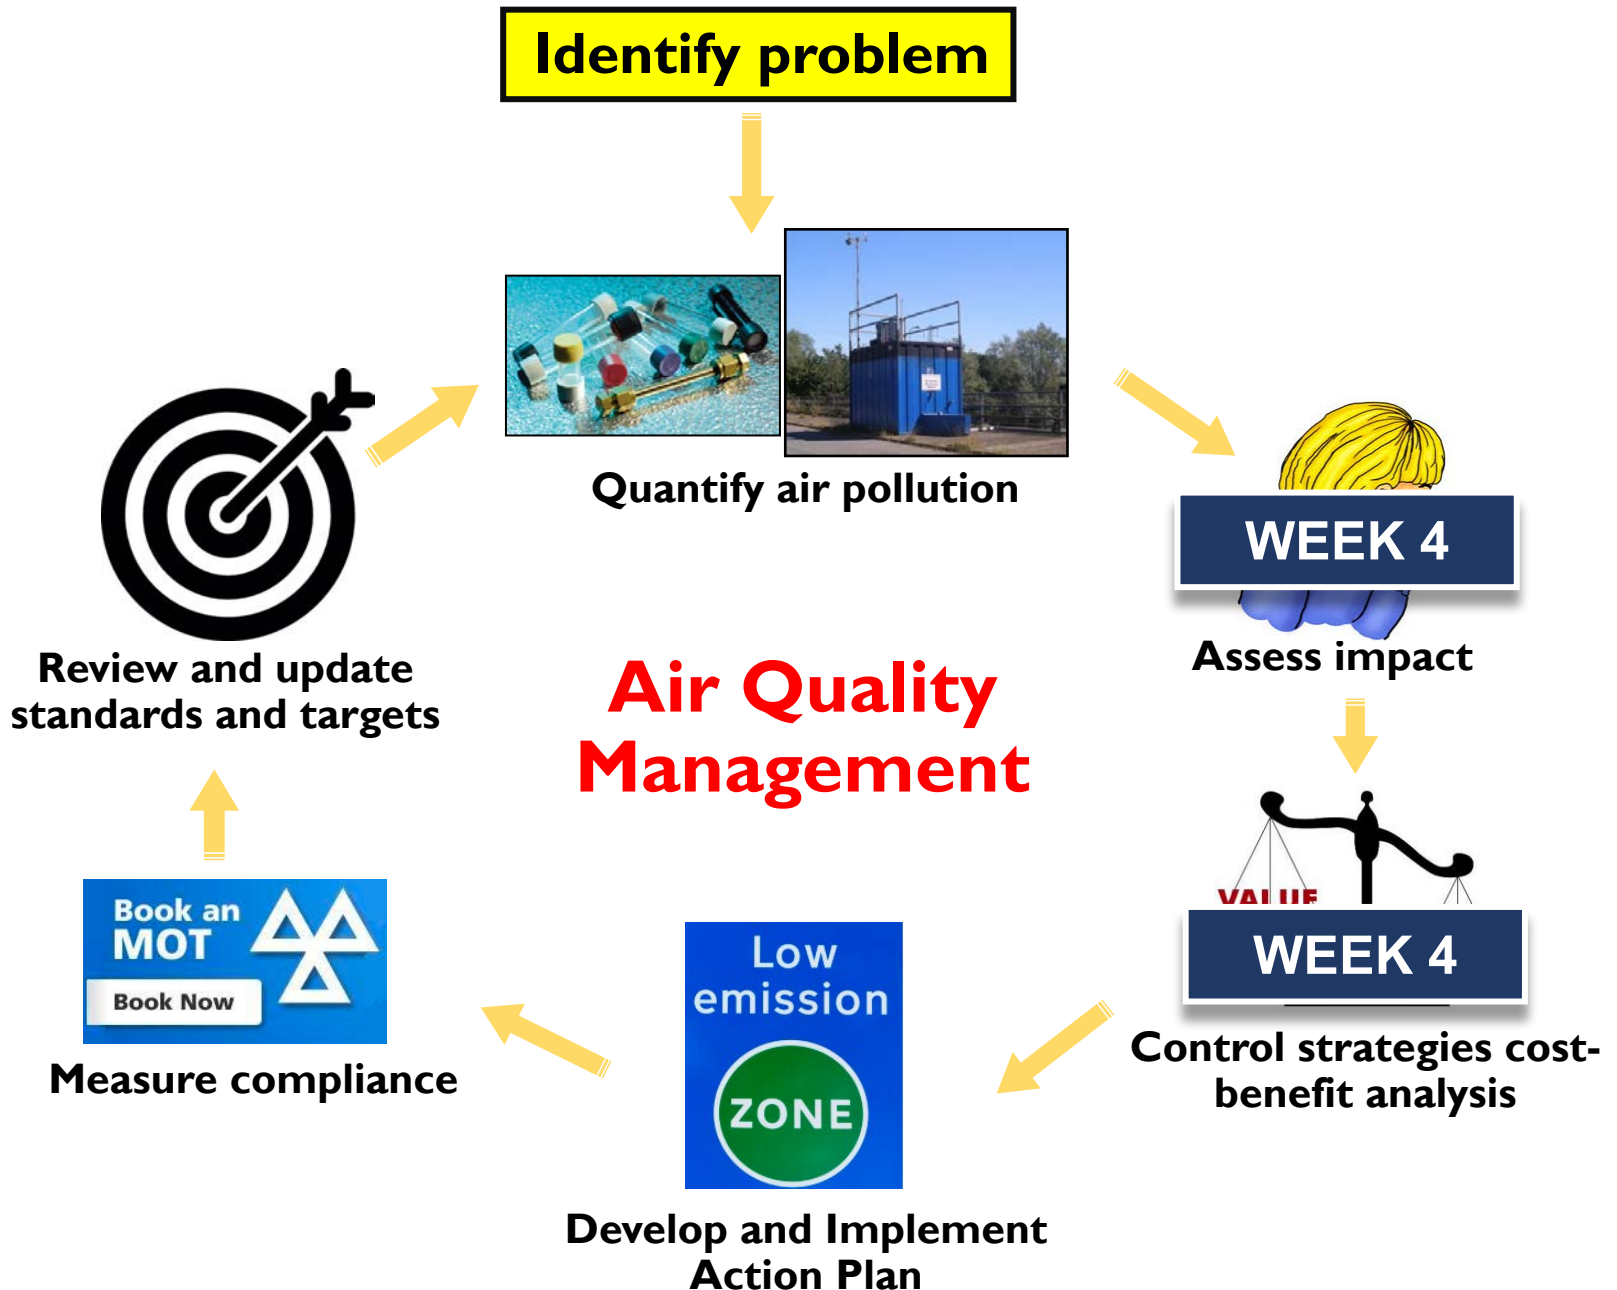 Identify problem
Quantify air pollution
WEEK 4
Assess impact
Review and update
standards and targets
Air Quality
Management
VALUE
WEEK 4
Control strategies cost-
benefit analysis
Book an
MOT
Book Now
Measure compliance
Low
emission
ZONE
Develop and Implement
Action Plan